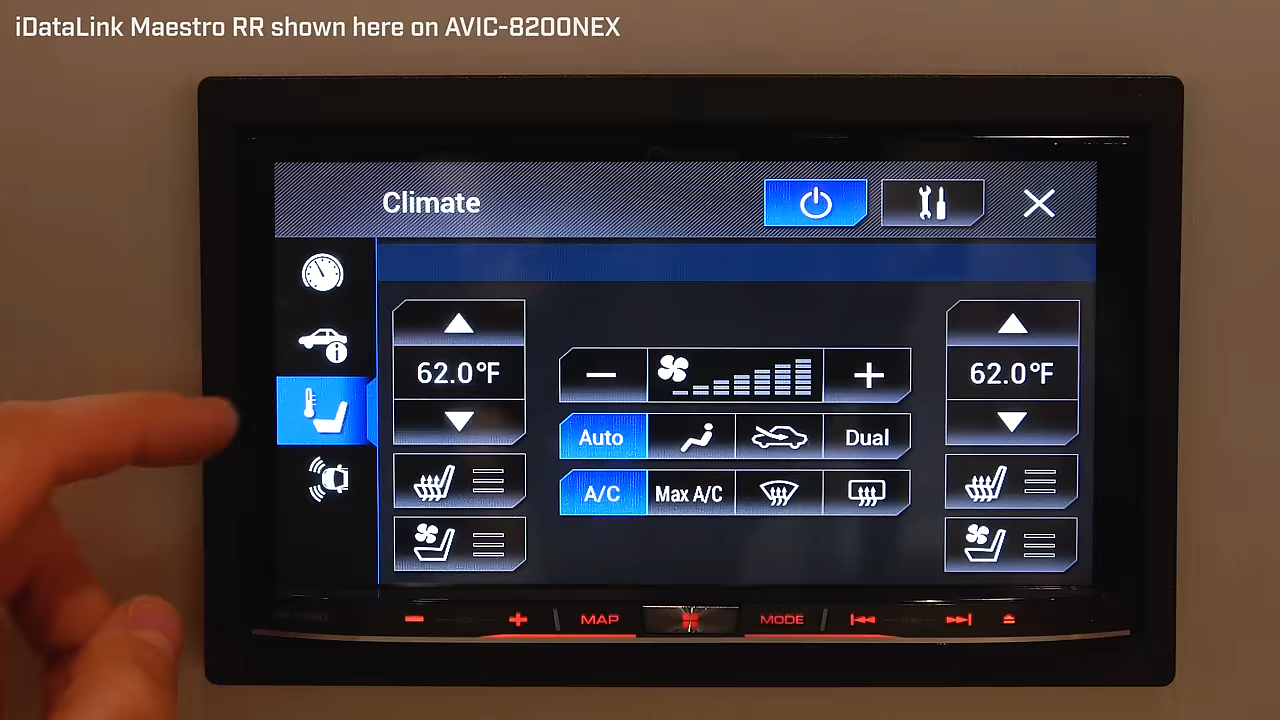 iDataLink Maestro RR shown here on AVIC-8200NEX
Climate
62.0°F
62.0°F
Auto
Dual
A/C
Max A/C
MAP
MODE